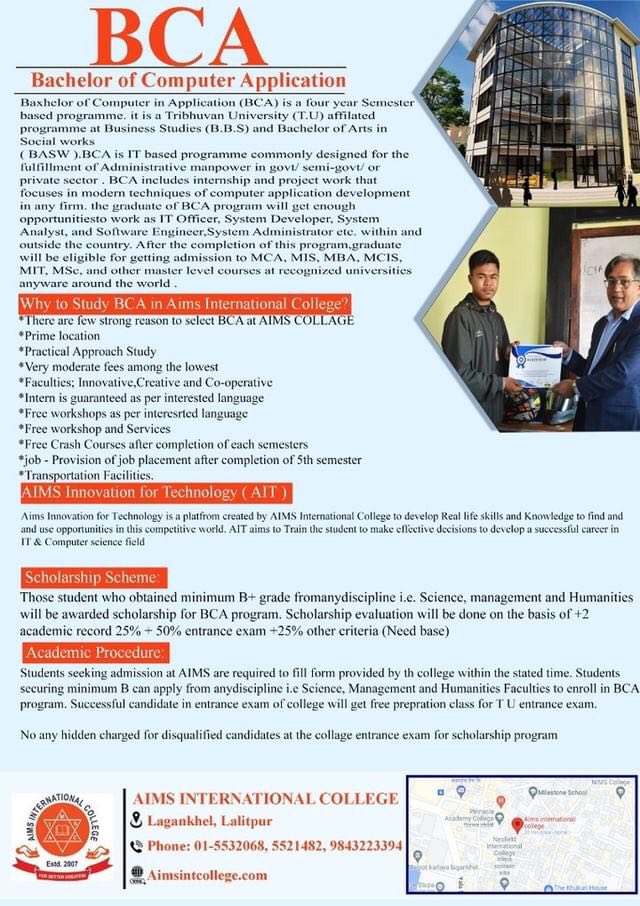 BCA
Bachelor of Computer Application
Baxhelor of Computer in Application (BCA) is a four year Semester
based programme. it is a Tribhuvan University (T.U) affilated
programme at Business Studies (B.B.S) and Bachelor of Arts in
Social works
( BASW ).BCA is IT based programme commonly designed for the
fulfillment of Administrative munpower in govt/ semi-govt/ or
private sector . BCA includes internship and project work that
focuses in modern techniques of computer application development
in any firm. the graduate of BCA program will get enough
opportunitiesto work as IT Officer, System Developer, System
Analyst, and Software Engineer,System Administrator etc. within and
outside the country. After the completion of this program,graduate
will be eligible for getting admission to MCA, MIS, MBA, MCIS,
MIT, MSc, and other master level courses at recognized universities
anyware around the world .
Why to Study BCA in Aims International College?
*There are few strong reason to select BCA at AIMS COLLAGE
*Prime location
*Practical Approach Study
*Very moderate fees among the lowest
*Faculties; Innovative,Creative and Co-operative
*Intern is guaranteed as per interested language
*Free workshops as per intcresrted language
*Free workshop and Services
*Free Crash Courses after completion of each semesters
*job - Provision of job placement after completion of 5th semester
*Transportation Facilities.
AIMS Innovation for Technology ( AIT )
Aims Innovation for Technology is a platfrom created by AIMS International College to develop Real life skills and Knowledge to find and
and use opportunities in this competitive world. AIT aims to Train the student to make effective decisions to develop a successful career in
IT & Computer science field
Scholarship Scheme:
Those student who obtained minimum B+ grade fromanydiscipline i.e. Science, management and Humanities
will be awarded scholarship for BCA program. Scholarship evaluation will be done on the basis of +2
academic record 25% + 50% entrance exam +25% other criteria (Need base)
Academic Procedure:
Students seeking admission at AIMS are required to fill form provided by th college within the stated time. Students
securing minimum B can apply from anydiscipline i.e Science, Management and Humanities Faculties to enroll in BCA
program. Successful candidate in entrance exam of college will get free prepration class for T U entrance exam.
No any hidden charged for disqualified candidates at the collage entrance exam for scholarship program
AIMS INTERNATIONAL COLLEGE
Estd. 2007
FOR BETTER CREATION
AIMS INTERNATIONAL COLLEGE
Lagankhel, Lalitpur
Phone: 01-5532068, 5521482, 9843223394
Aimsintcollege.com
NIMS College
Milestone School
Pinnacle
Academy College
Aims international
college
Nesfield
International
College
The Khukuri House